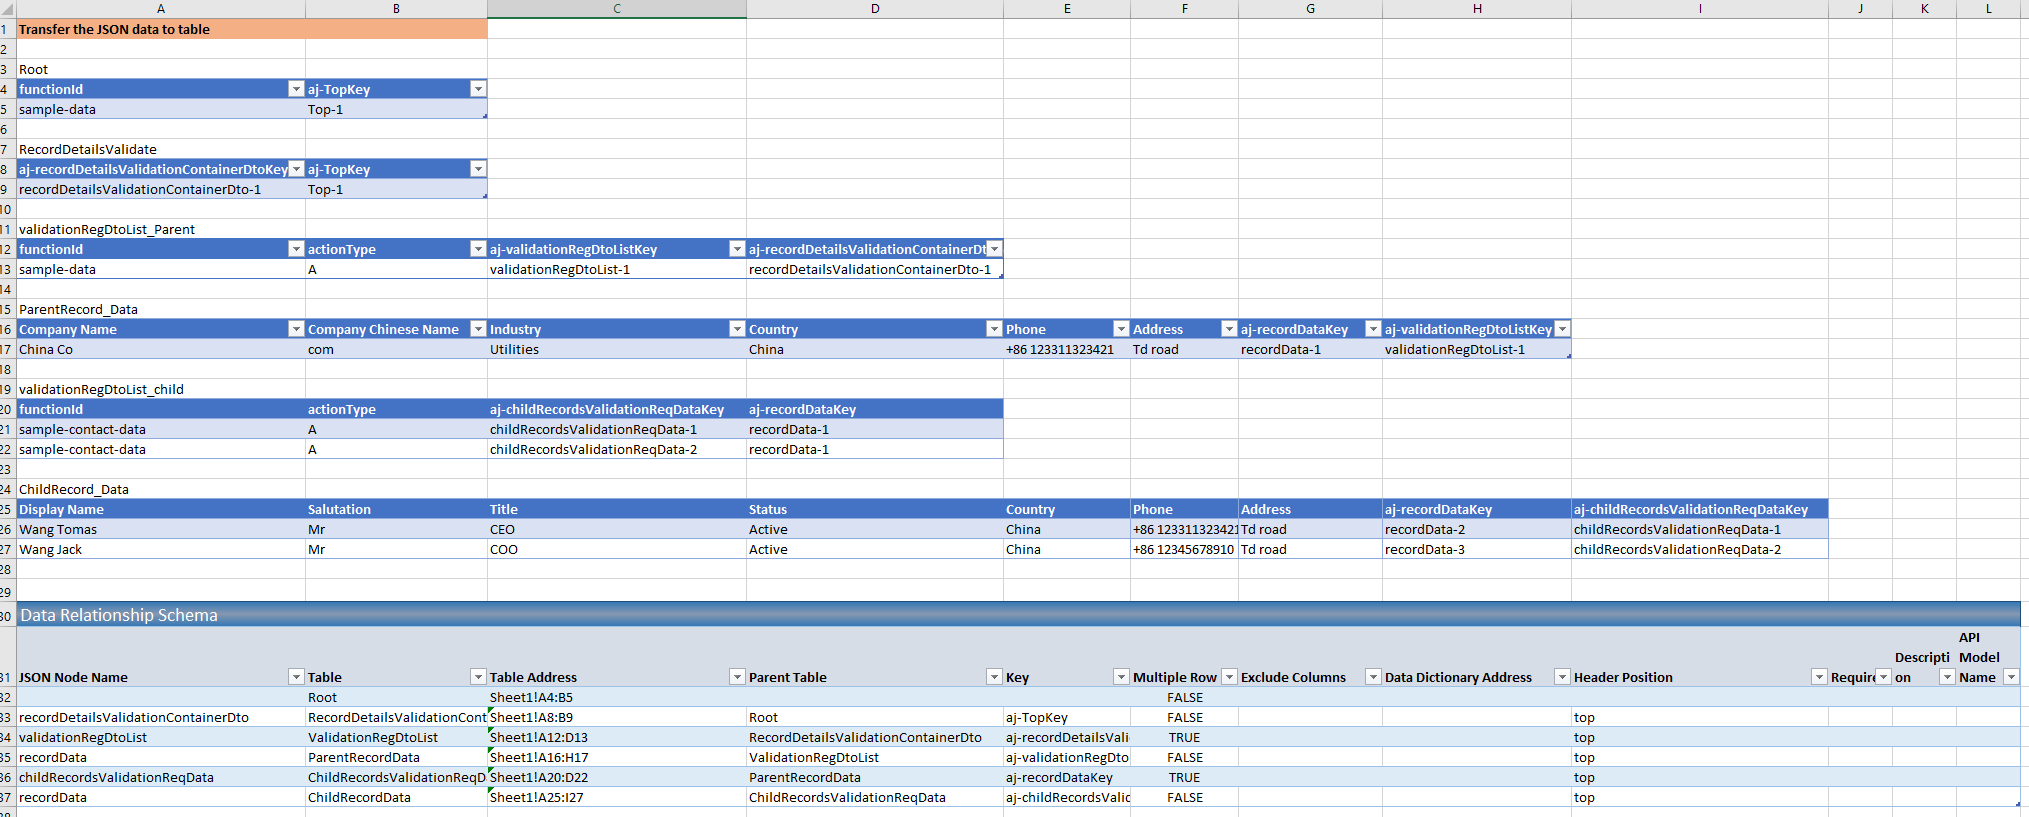 A B C D E F G H I J K L
1 Transfer the JSON data to table
2
3 Root
4 functionId aj-TopKey
5 sample-data Top-1
6
7 RecordDetailsValidate
8 aj-recordDetailsValidationContainerDtoKey aj-TopKey
9 recordDetailsValidationContainerDto-1 Top-1
10
11 validationRegDtoList_Parent
12 functionId actionType aj-validationRegDtoListKey aj-recordDetailsValidationContainerDt
13 sample-data A validationRegDtoList-1 recordDetailsValidationContainerDto-1
14
15 ParentRecord_Data
16 Company Name Company Chinese Name Industry Country Phone Address aj-recordDataKey aj-validationRegDtoListKey
17 China Co com Utilities China +86 123311323421 Td road recordData-1 validationRegDtoList-1
18
19 validationRegDtoList_child
20 functionId actionType aj-childRecordsValidationReqDataKey aj-recordDataKey
21 sample-contact-data A childRecordsValidationReqData-1 recordData-1
22 sample-contact-data A childRecordsValidationReqData-2 recordData-1
23
24 ChildRecord_Data
25 Display Name Salutation Title Status Country Phone Address aj-recordDataKey aj-childRecordsValidationReqDataKey
26 Wang Tomas Mr CEO Active China +86 123311323421 Td road recordData-2 childRecordsValidationReqData-1
27 Wang Jack Mr COO Active China +86 12345678910 Td road recordData-3 childRecordsValidationReqData-2
28
29
30 Data Relationship Schema
31 JSON Node Name Table Table Address Parent Table Key Multiple Row Exclude Columns Data Dictionary Address Header Position Require Description API Model Name
32 Root Sheet1!A4:B5 FALSE
33 recordDetailsValidationContainerDto RecordDetailsValidationCont Sheet1!A8:B9 Root aj-TopKey FALSE top
34 validationRegDtoList ValidationRegDtoList Sheet1!A12:D13 RecordDetailsValidationContainerDto aj-recordDetailsVali TRUE top
35 recordData ParentRecordData Sheet1!A16:H17 ValidationRegDtoList aj-validationRegDto FALSE top
36 childRecordsValidationReqData ChildRecordsValidationReqD Sheet1!A20:D22 ParentRecordData aj-recordDataKey TRUE top
37 recordData ChildRecordData Sheet1!A25:I27 ChildRecordsValidationReqData aj-childRecordsValid FALSE top